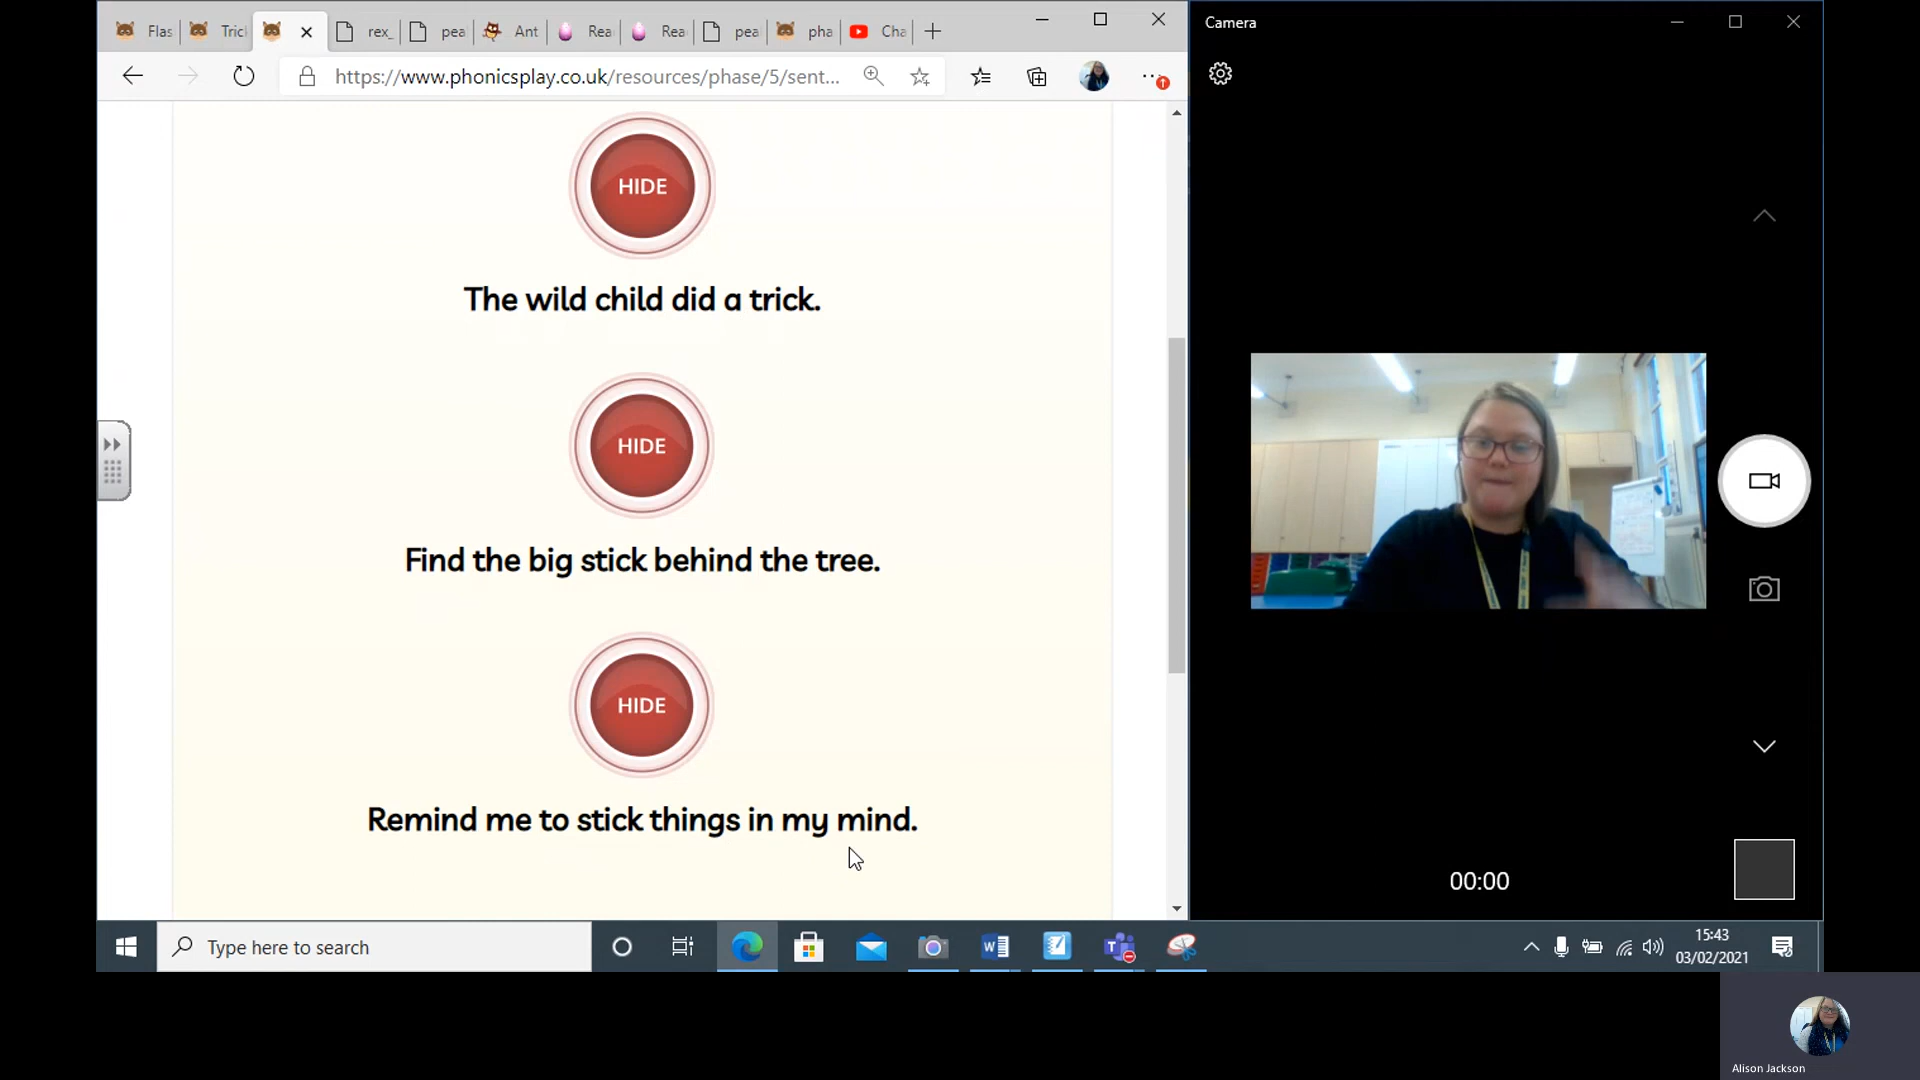 Flas
Tric
rex_
pea
Ant
Rea
Rea
pea
pha
Cha
https://www.phonicsplay.co.uk/resources/phase/5/sent...
HIDE
The wild child did a trick.
HIDE
Find the big stick behind the tree.
HIDE
Remind me to stick things in my mind.
Camera
00:00
Type here to search
15:43
03/02/2021
Alison Jackson